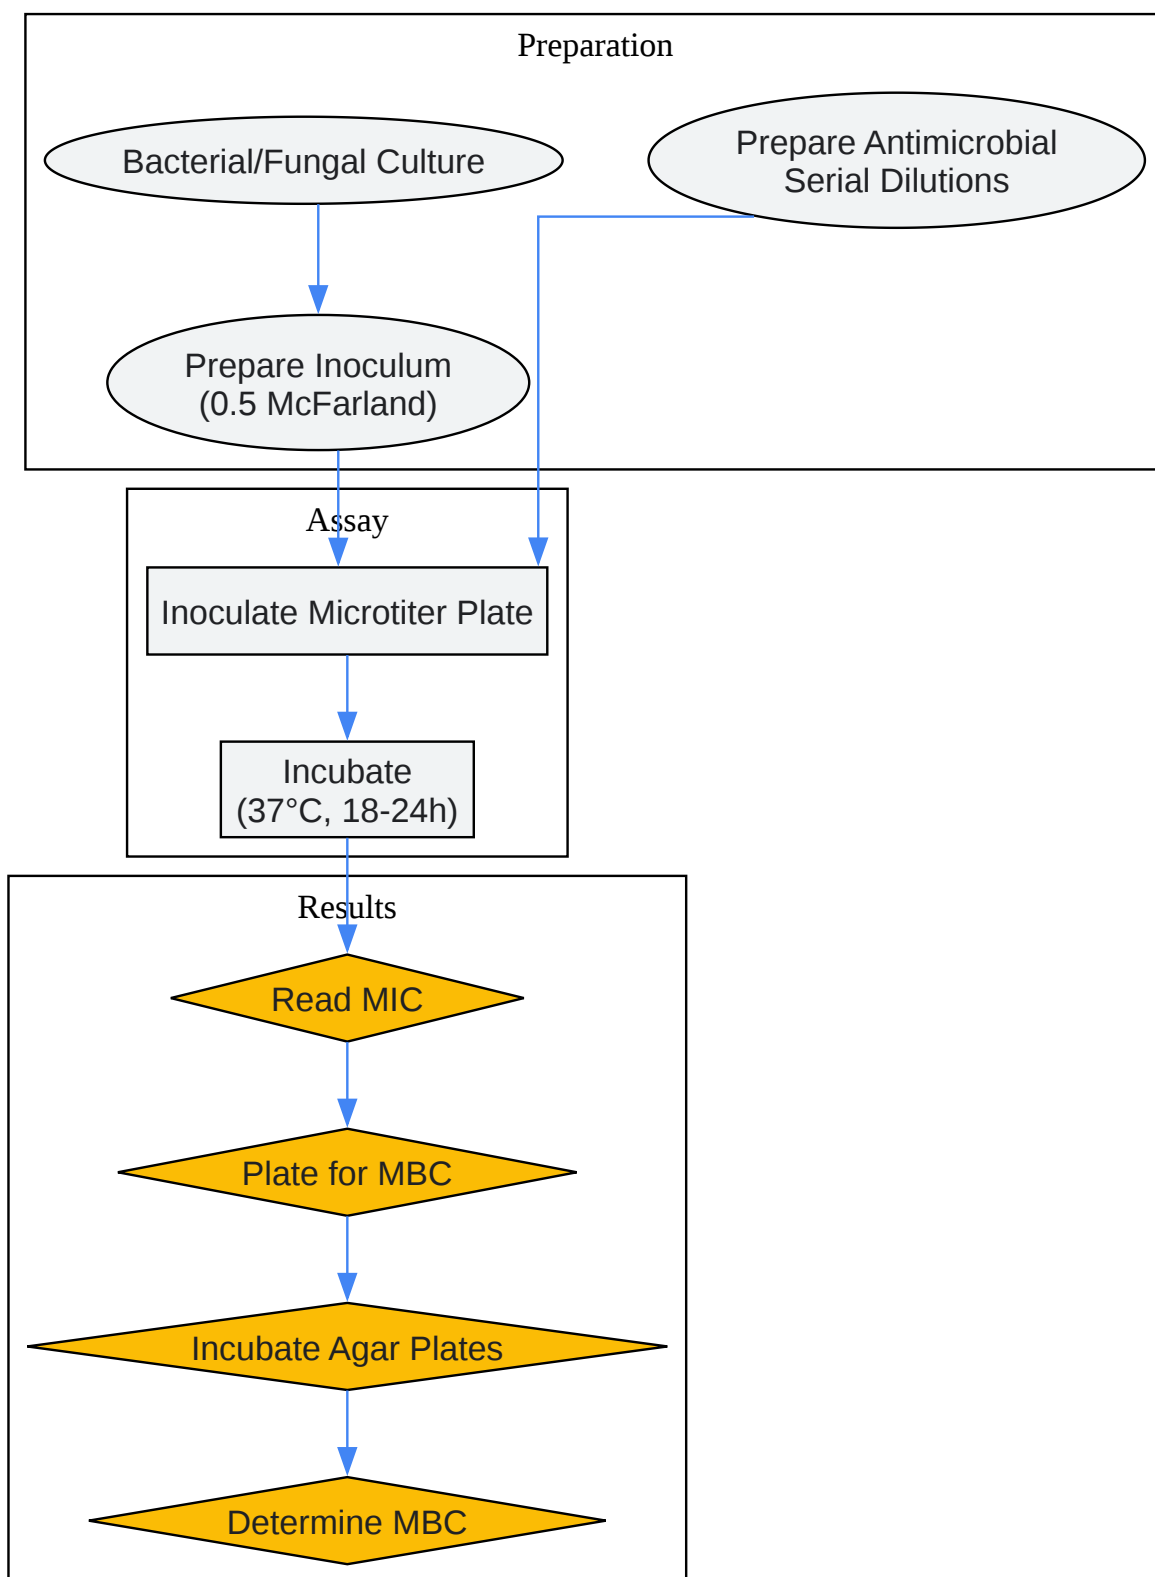 Preparation
Bacterial/Fungal Culture
Prepare Antimicrobial
Serial Dilutions
Prepare Inoculum
(0.5 McFarland)
Assay
Inoculate Microtiter Plate
Incubate
(37°C, 18-24h)
Results
Read MIC
Plate for MBC
Incubate Agar Plates
Determine MBC